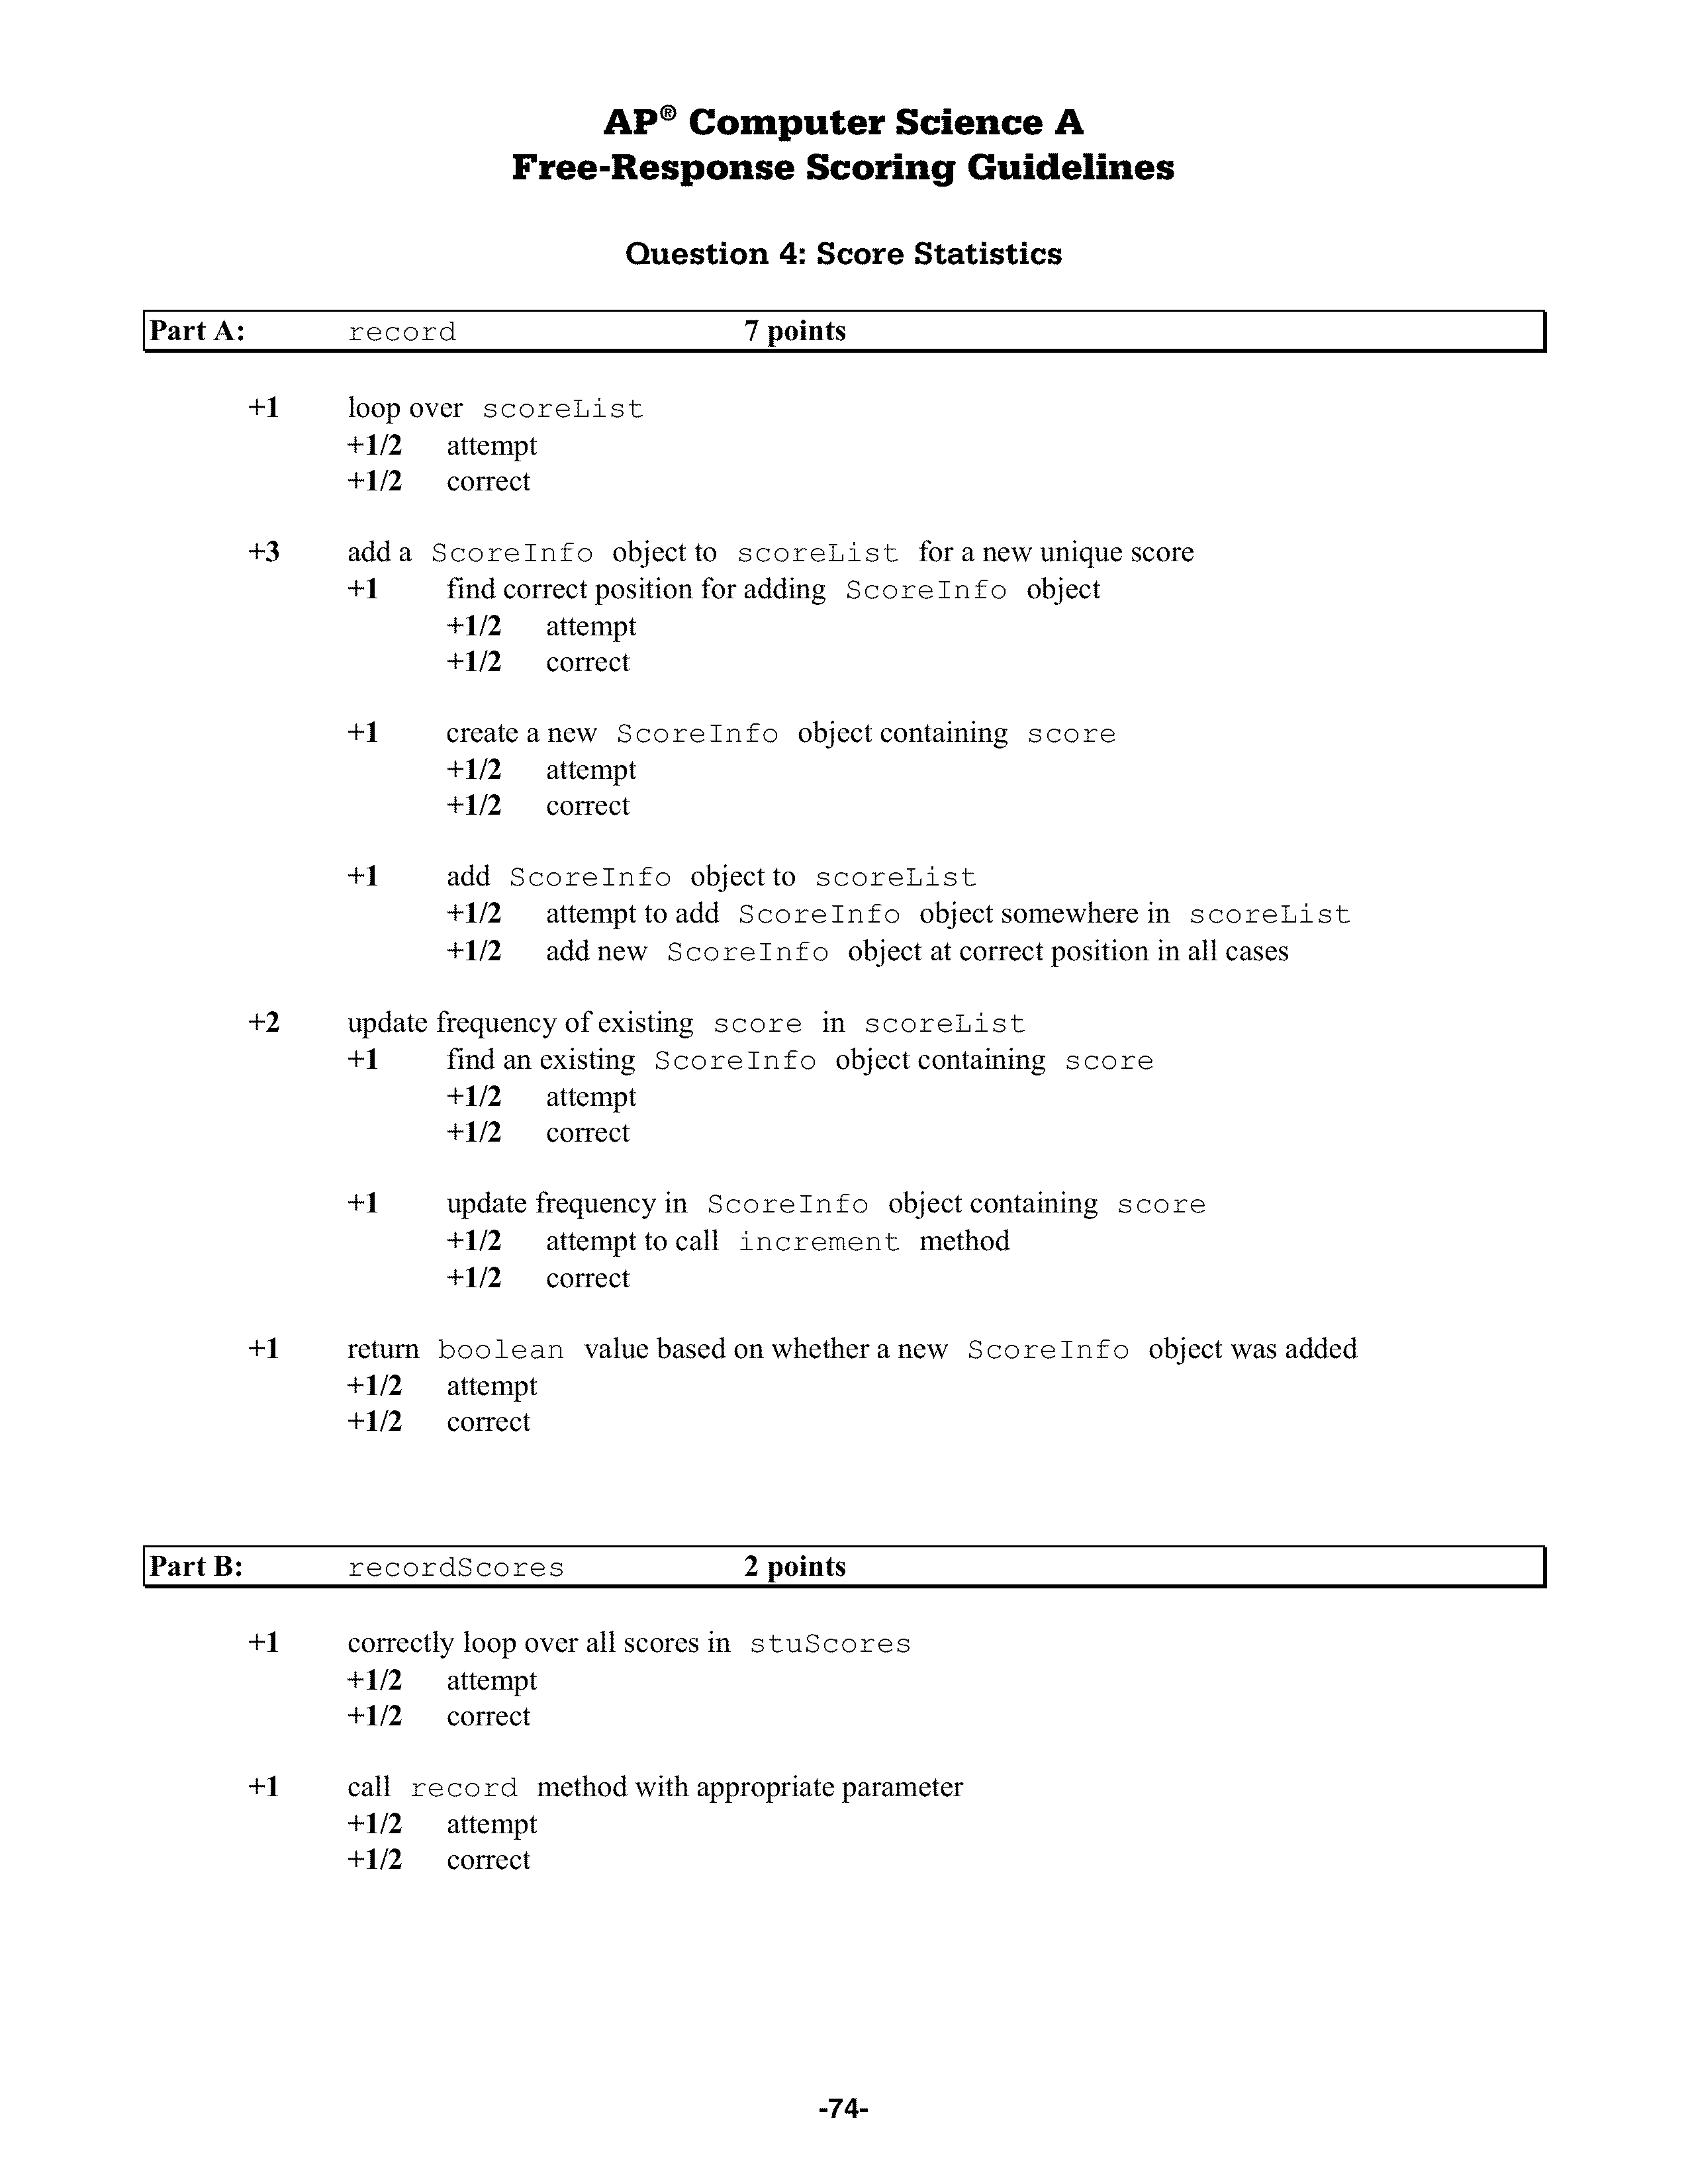 AP® Computer Science A
Free-Response Scoring Guidelines
Question 4: Score Statistics
Part A: record 7 points
+1 loop over scoreList
+1/2 attempt
+1/2 correct
+3 add a ScoreInfo object to scoreList for a new unique score
+1 find correct position for adding ScoreInfo object
+1/2 attempt
+1/2 correct
+1 create a new ScoreInfo object containing score
+1/2 attempt
+1/2 correct
+1 add ScoreInfo object to scoreList
+1/2 attempt to add ScoreInfo object somewhere in scoreList
+1/2 add new ScoreInfo object at correct position in all cases
+2 update frequency of existing score in scoreList
+1 find an existing ScoreInfo object containing score
+1/2 attempt
+1/2 correct
+1 update frequency in ScoreInfo object containing score
+1/2 attempt to call increment method
+1/2 correct
+1 return boolean value based on whether a new ScoreInfo object was added
+1/2 attempt
+1/2 correct
Part B: recordScores 2 points
+1 correctly loop over all scores in stuScores
+1/2 attempt
+1/2 correct
+1 call record method with appropriate parameter
+1/2 attempt
+1/2 correct
-74-